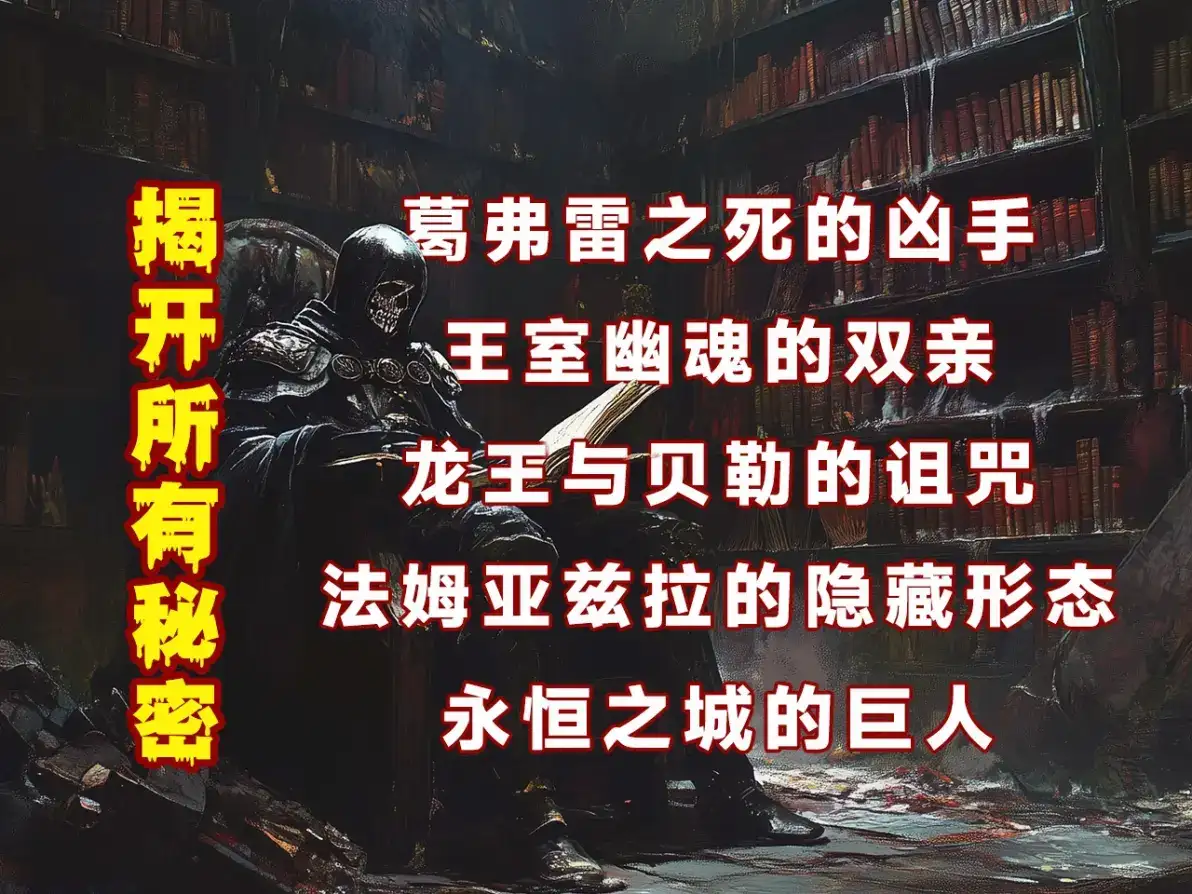 揭开所有秘密
葛弗雷之死的凶手
王室幽魂的双亲
龙王与贝勒的诅咒
法姆亚兹拉的隐藏形态
永恒之城的巨人